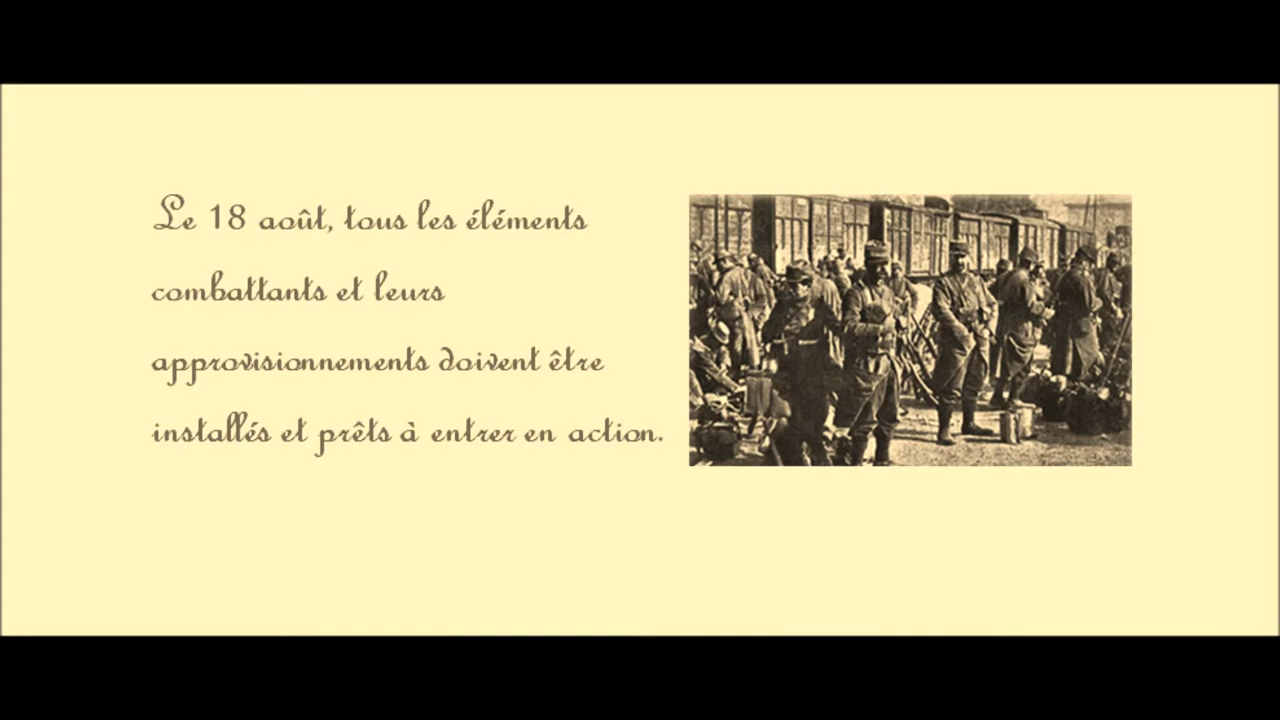 Le 18 août, tous les éléments
combattants et leurs
approvisionnements doivent être
installés et prêts à entrer en action.